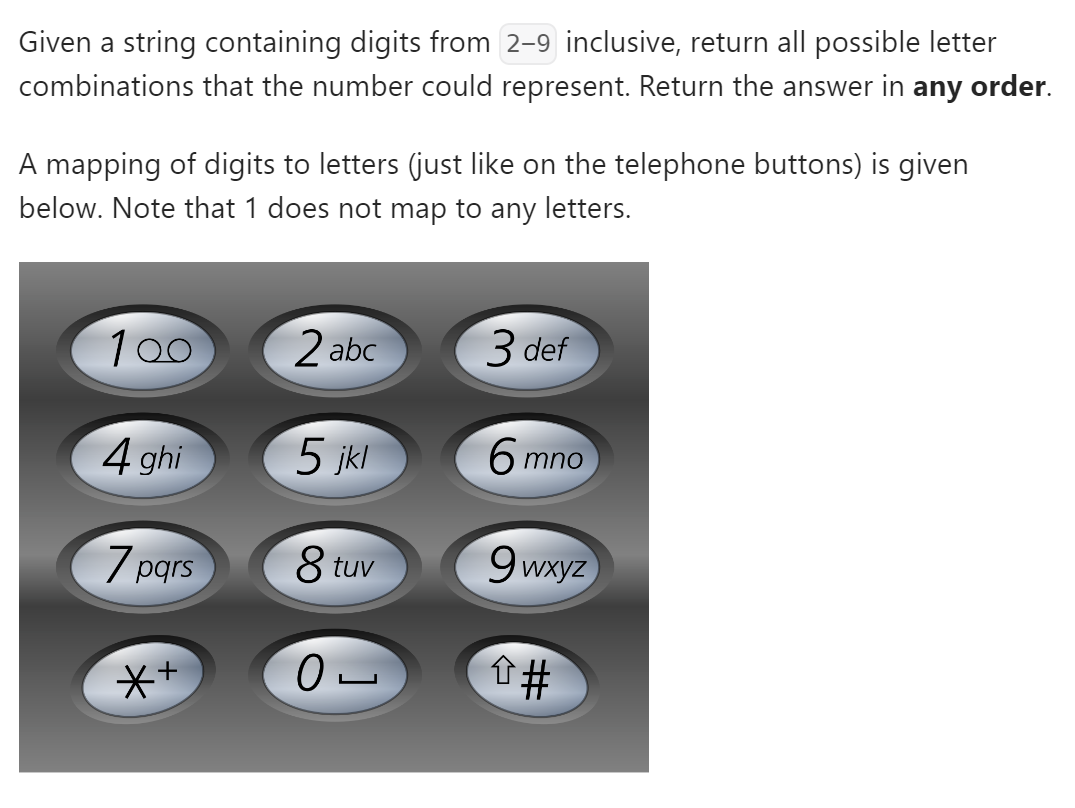 Given a string containing digits from 2-9 inclusive, return all possible letter
combinations that the number could represent. Return the answer in any order.
A mapping of digits to letters (just like on the telephone buttons) is given
below. Note that 1 does not map to any letters.
1 2 abc 3 def
4 ghi 5 jkl 6 mno
7 pqrs 8 tuv 9 wxyz
*+ 0 ⇧#